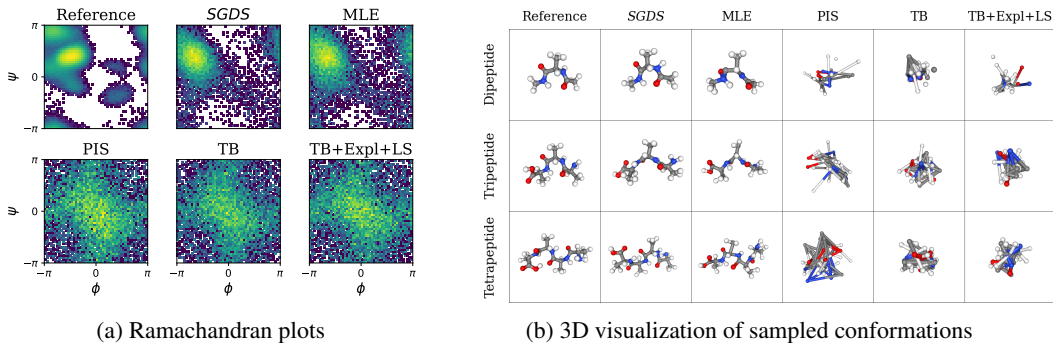 Reference SGDS MLE
π
ψ 0
−π
PIS TB TB+Expl+LS
π
ψ 0
−π
−π 0 π −π 0 π −π 0 π
ϕ ϕ ϕ
(a) Ramachandran plots
Reference SGDS MLE PIS TB TB+Expl+LS
Dipeptide
Tripeptide
Tetrapeptide
(b) 3D visualization of sampled conformations